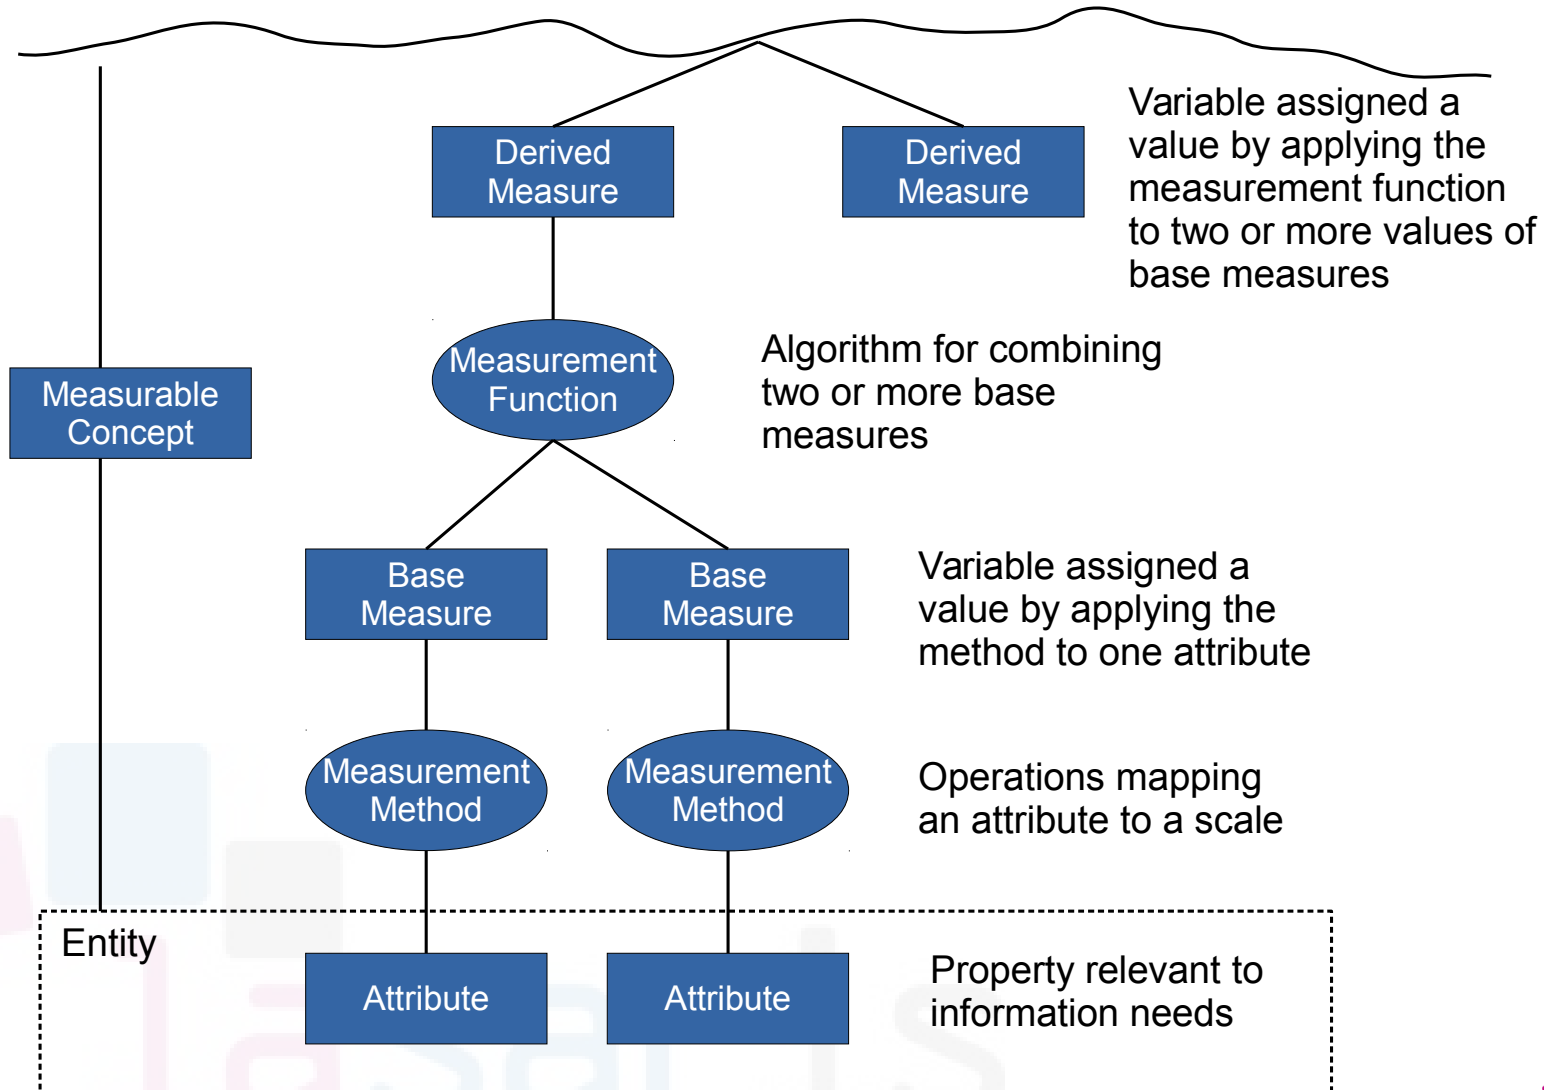 Derived
Measure
Derived
Measure
Variable assigned a
value by applying the
measurement function
to two or more values of
base measures
Measurable
Concept
Measurement
Function
Algorithm for combining
two or more base
measures
Base
Measure
Base
Measure
Variable assigned a
value by applying the
method to one attribute
Measurement
Method
Measurement
Method
Operations mapping
an attribute to a scale
Entity
Attribute
Attribute
Property relevant to
information needs